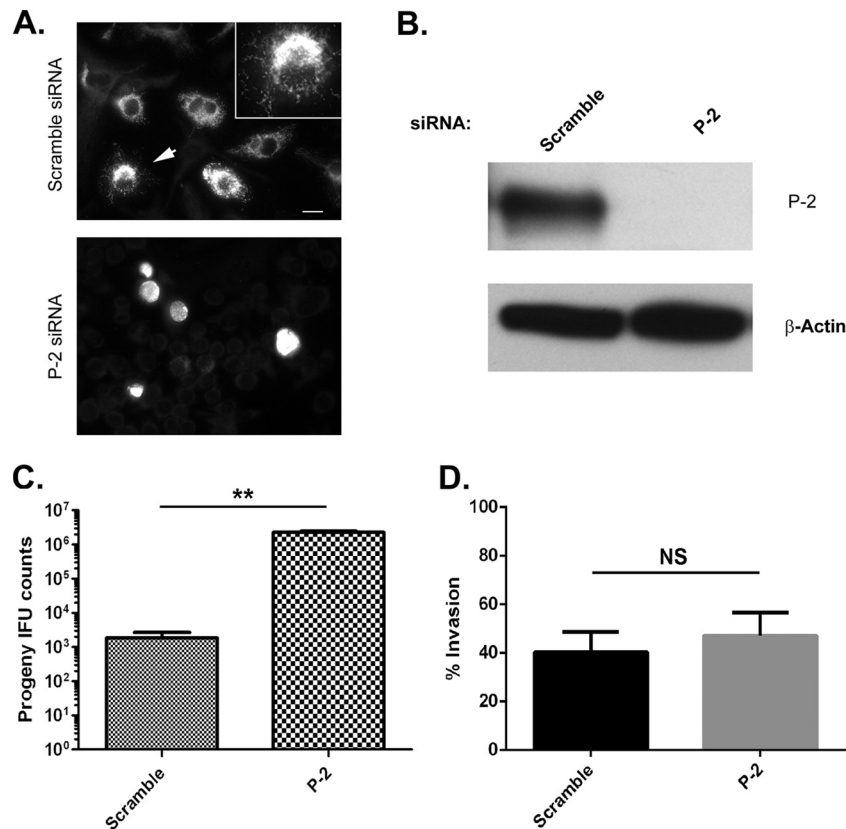 A.
Scramble siRNA
P-2 siRNA
B.
siRNA:
Scramble
P-2
P-2
β-Actin
C.
**
Progeny IFU counts
10⁷
10⁶
10⁵
10⁴
10³
10²
10¹
10⁰
Scramble
P-2
D.
NS
% Invasion
100
80
60
40
20
0
Scramble
P-2